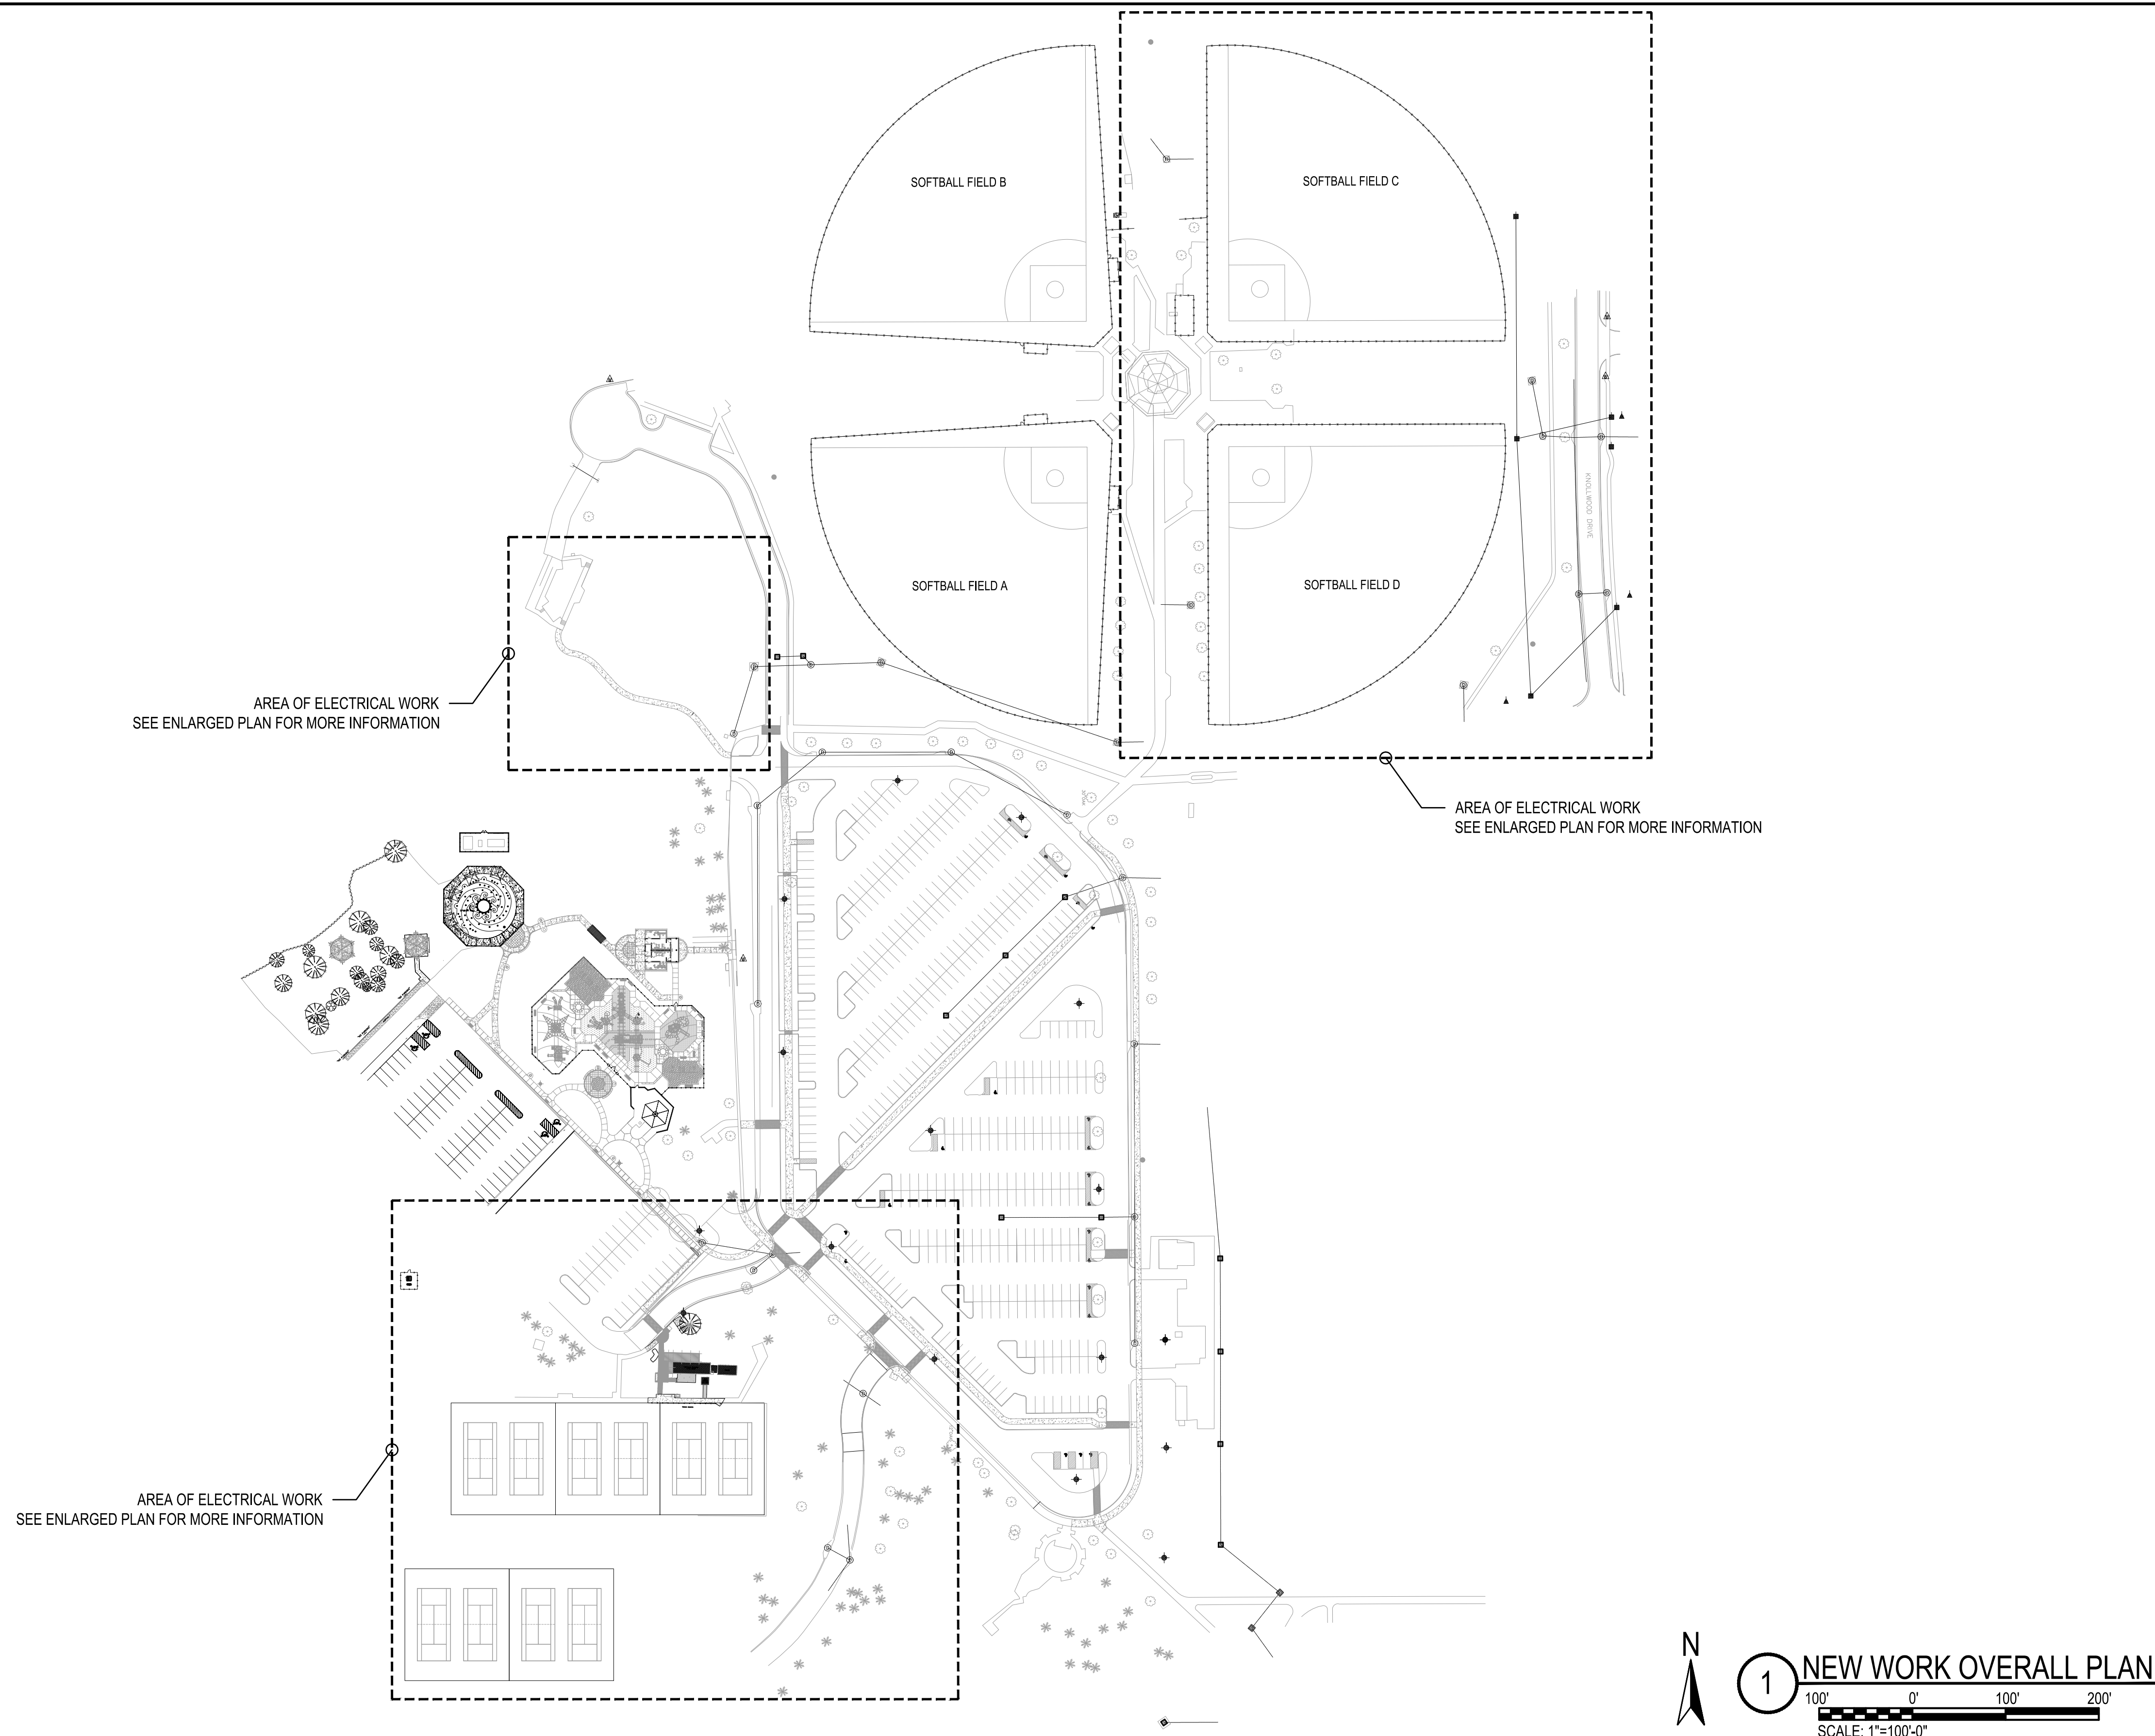 SOFTBALL FIELD B
SOFTBALL FIELD C
KNOLLWOOD DRIVE
SOFTBALL FIELD A
SOFTBALL FIELD D
AREA OF ELECTRICAL WORK
SEE ENLARGED PLAN FOR MORE INFORMATION
AREA OF ELECTRICAL WORK
SEE ENLARGED PLAN FOR MORE INFORMATION
AREA OF ELECTRICAL WORK
SEE ENLARGED PLAN FOR MORE INFORMATION
N
1
NEW WORK OVERALL PLAN
100' 0' 100' 200'
SCALE: 1"=100'-0"